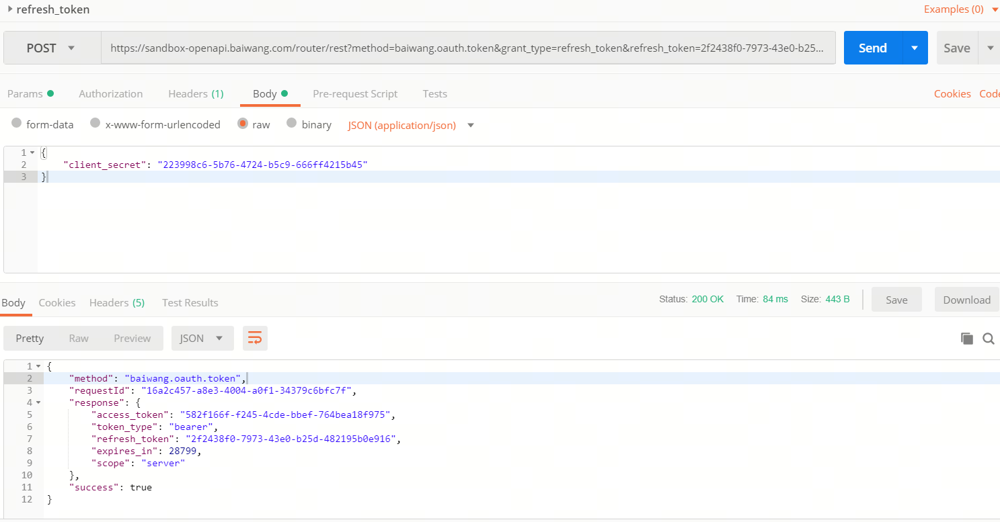 refresh_token
Examples (0)
POST
https://sandbox-openapi.baiwang.com/router/rest?method=baiwang.oauth.token&grant_type=refresh_token&refresh_token=2f2438f0-7973-43e0-b25...
Send
Save
Params
Authorization
Headers (1)
Body
Pre-request Script
Tests
Cookies
Code
form-data
x-www-form-urlencoded
raw
binary
JSON (application/json)
1 {
2 "client_secret": "223998c6-5b76-4724-b5c9-666ff4215b45"
3 }
Body
Cookies
Headers (5)
Test Results
Status: 200 OK
Time: 84 ms
Size: 443 B
Save
Download
Pretty
Raw
Preview
JSON
1 {
2 "method": "baiwang.oauth.token",
3 "requestId": "16a2c457-a8e3-4004-a0f1-34379c6bfc7f",
4 "response": {
5 "access_token": "582f166f-f245-4cde-bbef-764bea18f975",
6 "token_type": "bearer",
7 "refresh_token": "2f2438f0-7973-43e0-b25d-482195b0e916",
8 "expires_in": 28799,
9 "scope": "server"
10 },
11 "success": true
12 }